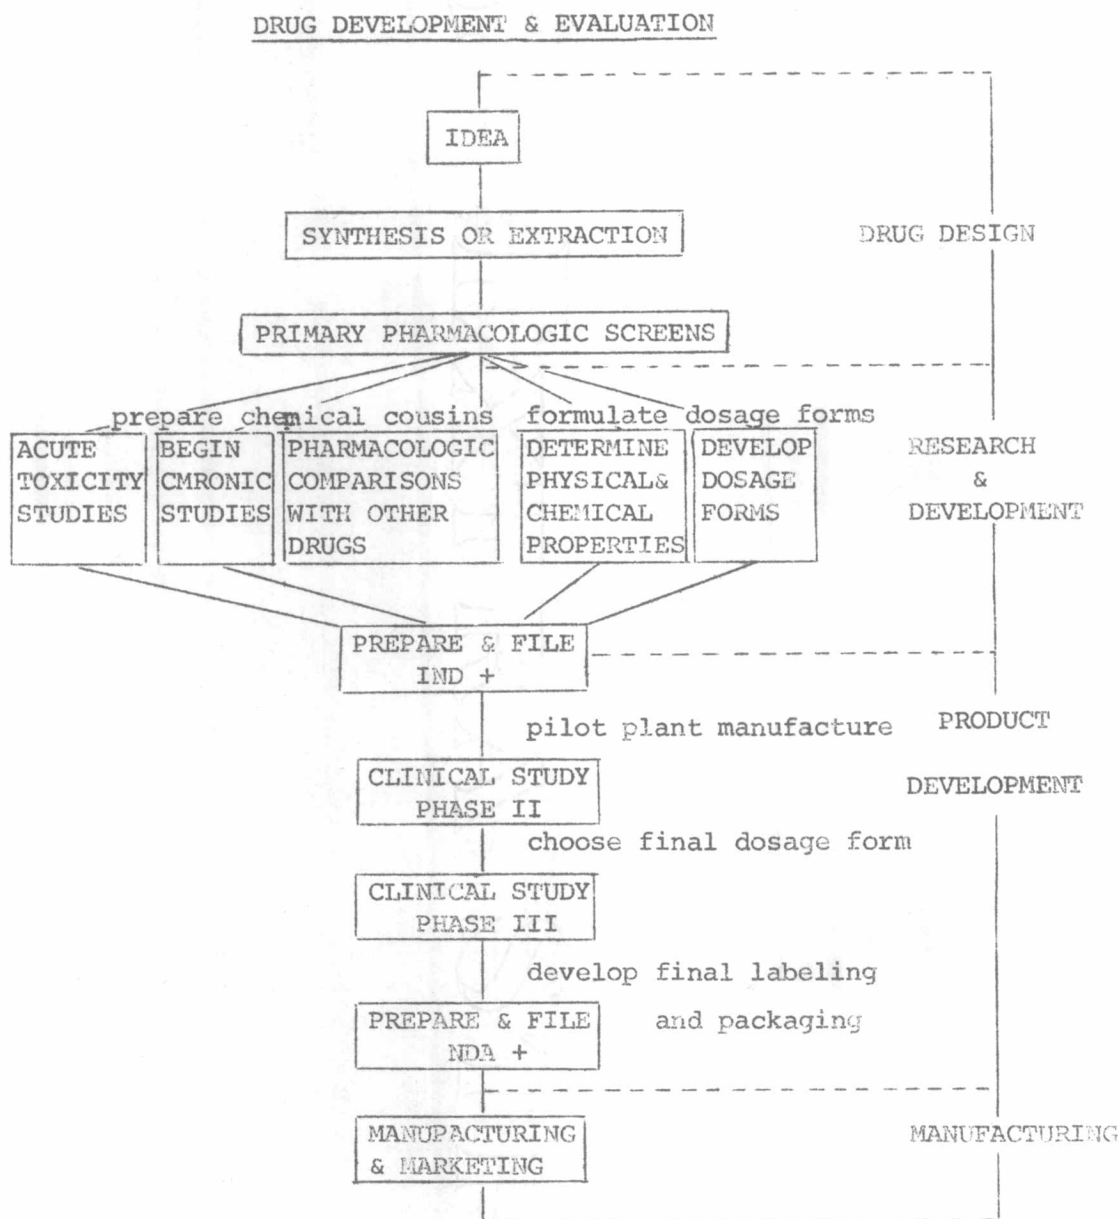 DRUG DEVELOPMENT & EVALUATION
IDEA
SYNTHESIS OR EXTRACTION
DRUG DESIGN
PRIMARY PHARMACOLOGIC SCREENS
prepare chemical cousins
formulate dosage forms
ACUTE
TOXICITY
STUDIES
BEGIN
CMRONIC
STUDIES
PHARMACOLOGIC
COMPARISONS
WITH OTHER
DRUGS
DETERMINE
PHYSICAL&
CHEMICAL
PROPERTIES
DEVELOP
DOSAGE
FORMS
RESEARCH
&
DEVELOPMENT
PREPARE & FILE
IND +
pilot plant manufacture
PRODUCT
DEVELOPMENT
CLINICAL STUDY
PHASE II
choose final dosage form
CLINICAL STUDY
PHASE III
develop final labeling
and packaging
PREPARE & FILE
NDA +
MANUPACTURING
& MARKETING
MANUFACTURING